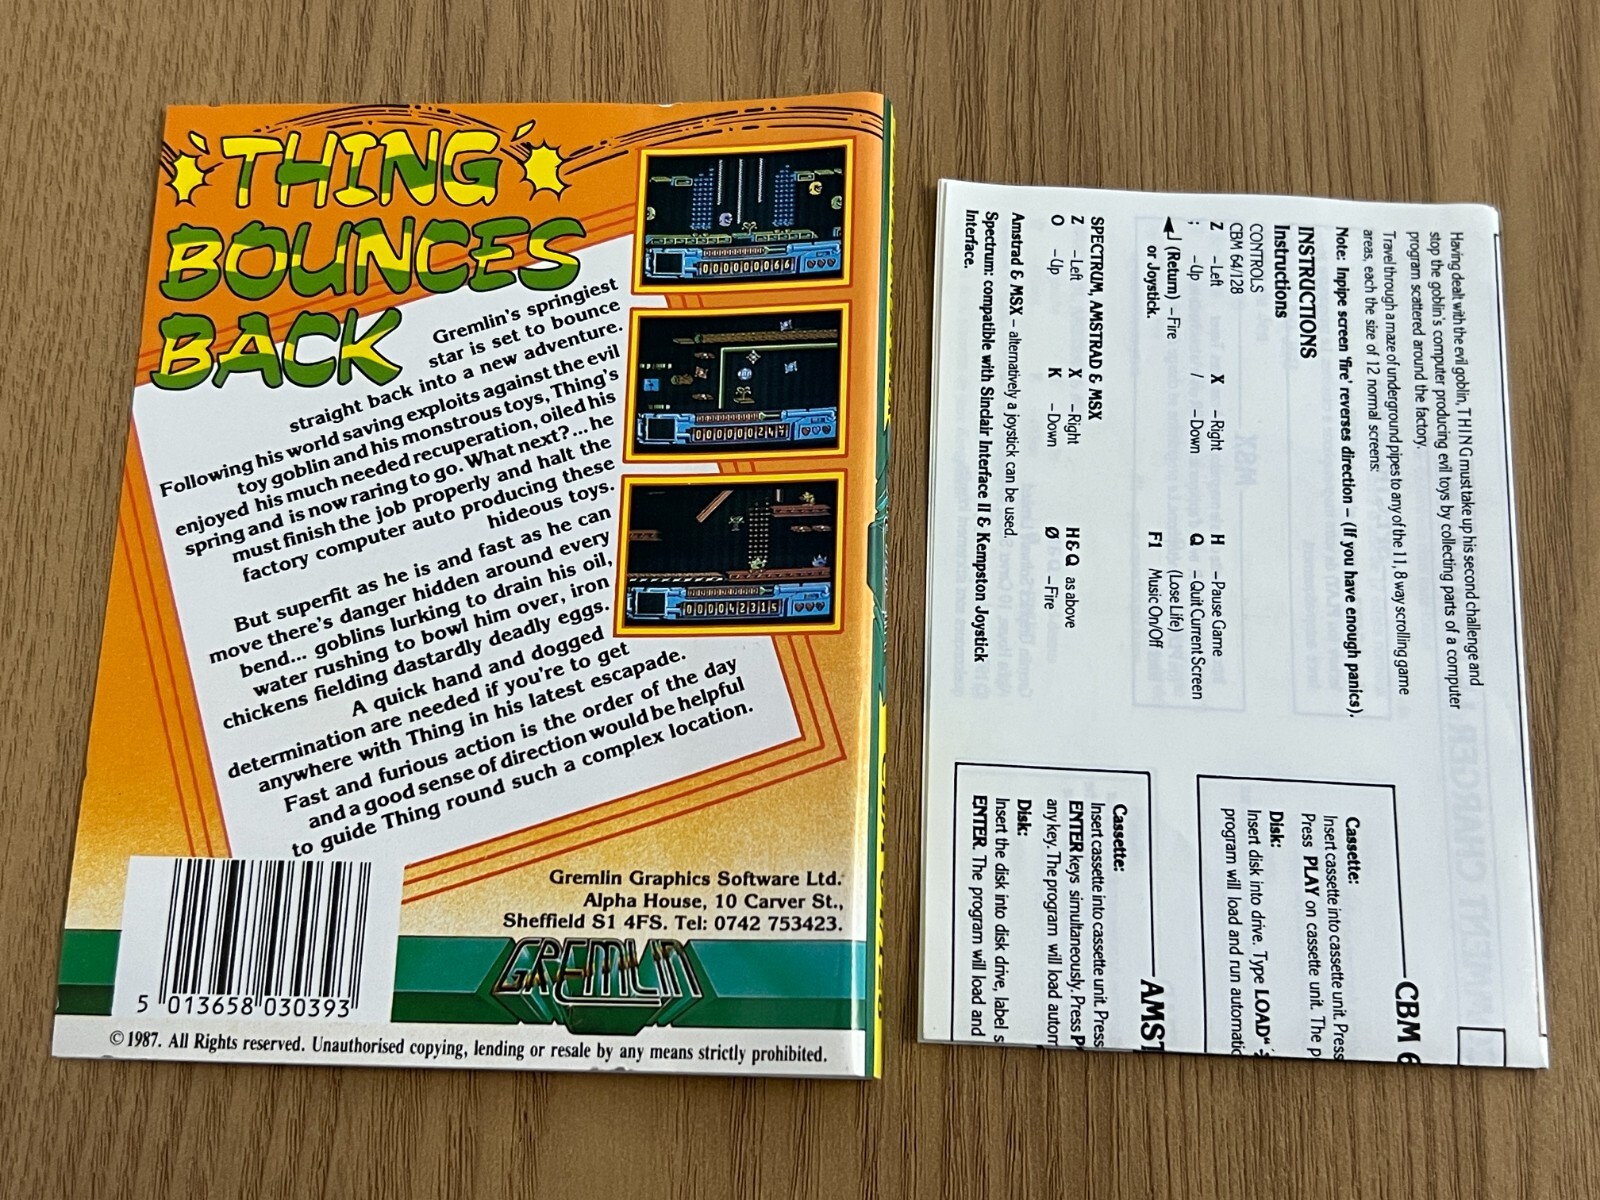 THING
BOUNCES
BACK
Gremlin's springiest
star is set to bounce
straight back into a new adventure.
Following his world saving exploits against the evil
toy goblin and his monstrous toys, Thing's
enjoyed his much needed recuperation, oiled his
spring and is now raring to go. What next?... he
must finish the job properly and halt the
factory computer auto producing these
hideous toys.
But superfit as he is and fast as he can
move there's danger hidden around every
bend... goblins lurking to drain his oil,
water rushing to bowl him over, iron
chickens fielding dastardly deadly eggs.
A quick hand and dogged
determination are needed if you're to get
anywhere with Thing in his latest escapade.
Fast and furious action is the order of the day
and a good sense of direction would be helpful
to guide Thing round such a complex location.
0000000066
000042315
Gremlin Graphics Software Ltd.
Alpha House, 10 Carver St.,
Sheffield S1 4FS. Tel: 0742 753423.
GREMLIN
5 013658 030393
© 1987. All Rights reserved. Unauthorised copying, lending or resale by any means strictly prohibited.
Having dealt with the evil goblin, THING must take up his second challenge and
stop the goblin's computer producing evil toys by collecting parts of a computer
program scattered around the factory.
Travel through a maze of underground pipes to any of the 11, 8 way scrolling game
areas, each the size of 12 normal screens:
Note: In pipe screen 'fire' reverses direction – (If you have enough panics).
INSTRUCTIONS
Instructions
CONTROLS
CBM 64/128
Z – Left X – Right H – Pause Game
; – Up / – Down Q – Quit Current Screen
(Lose Life)
(Return) – Fire F1 Music On/Off
or Joystick.
SPECTRUM, AMSTRAD & MSX
Z – Left X – Right H&Q as above
O – Up K – Down Ø – Fire
Amstrad & MSX – alternatively a joystick can be used.
Spectrum: compatible with Sinclair Interface II & Kempston Joystick
Interface.
CBM 6
Cassette:
Insert cassette into cassette unit. Press
Press PLAY on cassette unit. The p
Disk:
Insert disk into drive. Type LOAD"
program will load and run automatic
AMST
Cassette:
Insert cassette into cassette unit. Press
ENTER keys simultaneously. Press P
any key. The program will load autom
Disk:
Insert the disk into disk drive, label s
ENTER. The program will load and